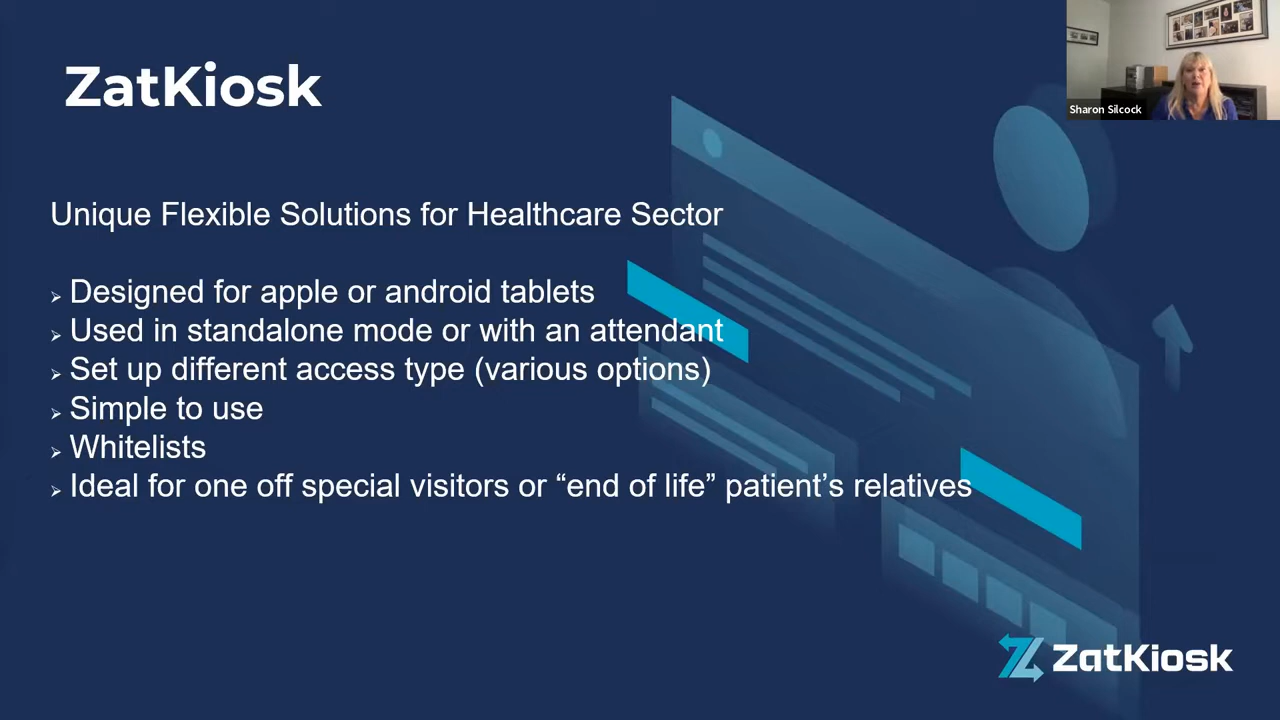 ZatKiosk
Sharon Silcock
Unique Flexible Solutions for Healthcare Sector
Designed for apple or android tablets
Used in standalone mode or with an attendant
Set up different access type (various options)
Simple to use
Whitelists
Ideal for one off special visitors or “end of life” patient’s relatives
ZatKiosk